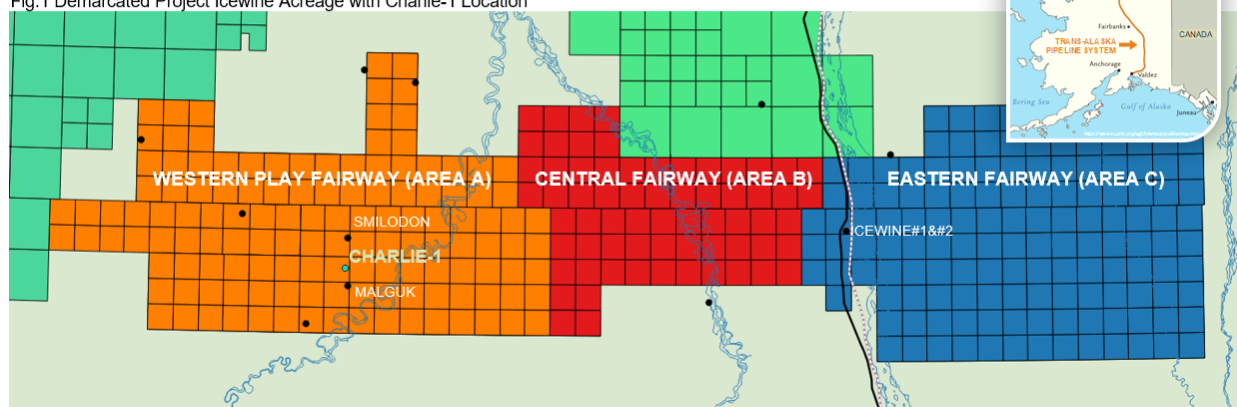 Fig.1 Demarcated Project Icewine Acreage with Charlie-1 Location
Fairbanks
CANADA
TRANS-ALASKA
PIPELINE SYSTEM
Anchorage
Valdez
Bering Sea
Gulf of Alaska
Juneau
WESTERN PLAY FAIRWAY (AREA A)
CENTRAL FAIRWAY (AREA B)
EASTERN FAIRWAY (AREA C)
SMILODON
ICEWINE#1&#2
CHARLIE-1
MALGUK